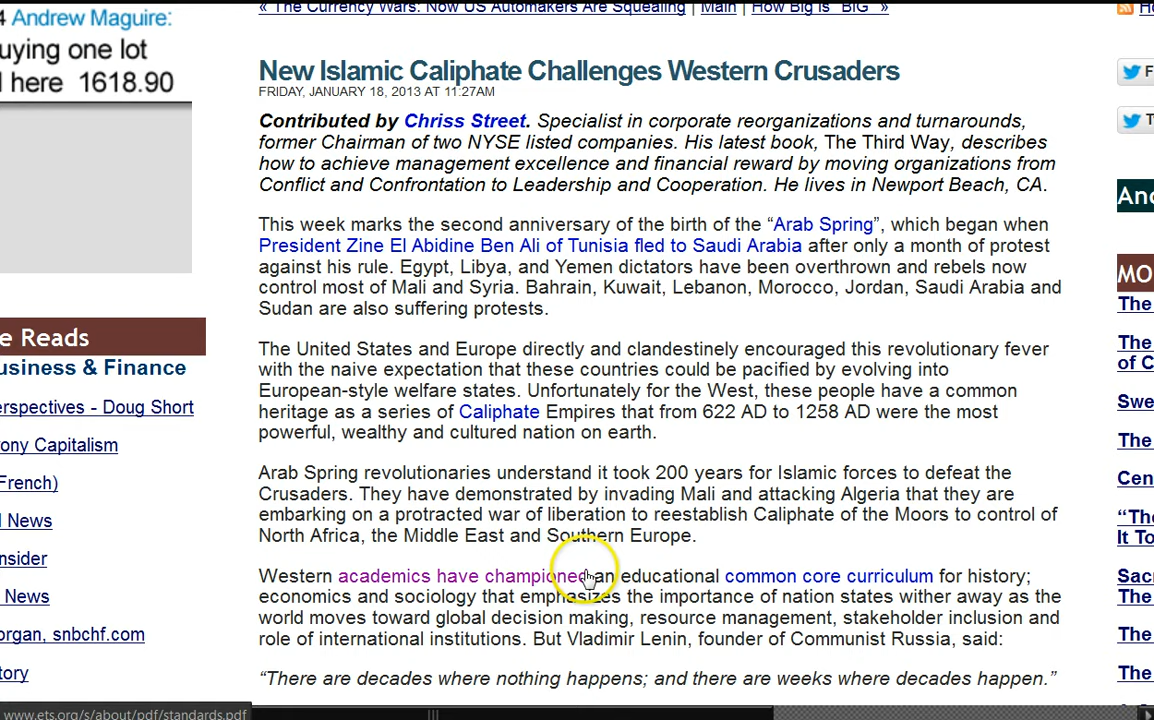 4 Andrew Maguire:
uying one lot
here 1618.90
e Reads
usiness & Finance
erspectives - Doug Short
ony Capitalism
French)
News
nsider
News
organ, snbchf.com
tory
« The Currency Wars: Now US Automakers Are Squealing | Main | How Big is "BIG" »
New Islamic Caliphate Challenges Western Crusaders
FRIDAY, JANUARY 18, 2013 AT 11:27AM
Contributed by Chriss Street. Specialist in corporate reorganizations and turnarounds,
former Chairman of two NYSE listed companies. His latest book, The Third Way, describes
how to achieve management excellence and financial reward by moving organizations from
Conflict and Confrontation to Leadership and Cooperation. He lives in Newport Beach, CA.
This week marks the second anniversary of the birth of the “Arab Spring”, which began when
President Zine El Abidine Ben Ali of Tunisia fled to Saudi Arabia after only a month of protest
against his rule. Egypt, Libya, and Yemen dictators have been overthrown and rebels now
control most of Mali and Syria. Bahrain, Kuwait, Lebanon, Morocco, Jordan, Saudi Arabia and
Sudan are also suffering protests.
The United States and Europe directly and clandestinely encouraged this revolutionary fever
with the naive expectation that these countries could be pacified by evolving into
European-style welfare states. Unfortunately for the West, these people have a common
heritage as a series of Caliphate Empires that from 622 AD to 1258 AD were the most
powerful, wealthy and cultured nation on earth.
Arab Spring revolutionaries understand it took 200 years for Islamic forces to defeat the
Crusaders. They have demonstrated by invading Mali and attacking Algeria that they are
embarking on a protracted war of liberation to reestablish Caliphate of the Moors to control of
North Africa, the Middle East and Southern Europe.
Western academics have championed an educational common core curriculum for history;
economics and sociology that emphasizes the importance of nation states wither away as the
world moves toward global decision making, resource management, stakeholder inclusion and
role of international institutions. But Vladimir Lenin, founder of Communist Russia, said:
“There are decades where nothing happens; and there are weeks where decades happen.”
F
T
And
MO
The
The
of C
Swe
The
Cen
“The
It To
Sacr
The
The
The
www.ets.org/s/about/pdf/standards.pdf